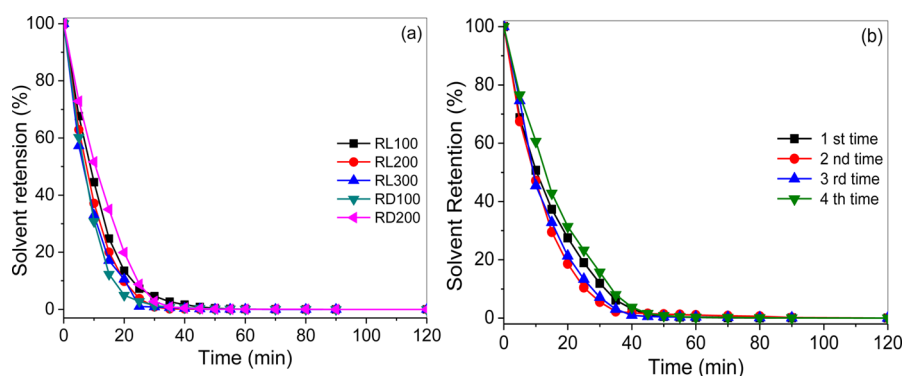 (a)
100
80
60
40
20
0
Solvent retension (%)
RL100
RL200
RL300
RD100
RD200
0 20 40 60 80 100 120
Time (min)
(b)
100
80
60
40
20
0
Solvent Retention (%)
1 st time
2 nd time
3 rd time
4 th time
0 20 40 60 80 100 120
Time (min)